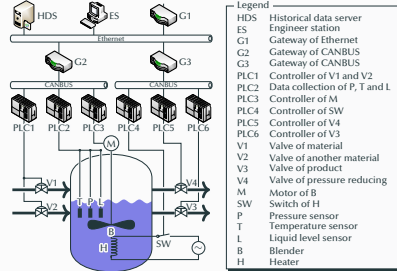 HDS
ES
G1
Ethernet
G2
G3
CANBUS
CANBUS
PLC1 PLC2 PLC3 PLC4 PLC5 PLC6
M
V1
V4
T P L
V2
V3
B
H
SW
Legend
HDS Historical data server
ES Engineer station
G1 Gateway of Ethernet
G2 Gateway of CANBUS
G3 Gateway of CANBUS
PLC1 Controller of V1 and V2
PLC2 Data collection of P, T and L
PLC3 Controller of M
PLC4 Controller of SW
PLC5 Controller of V4
PLC6 Controller of V3
V1 Valve of material
V2 Valve of another material
V3 Valve of product
V4 Valve of pressure reducing
M Motor of B
SW Switch of H
P Pressure sensor
T Temperature sensor
L Liquid level sensor
B Blender
H Heater